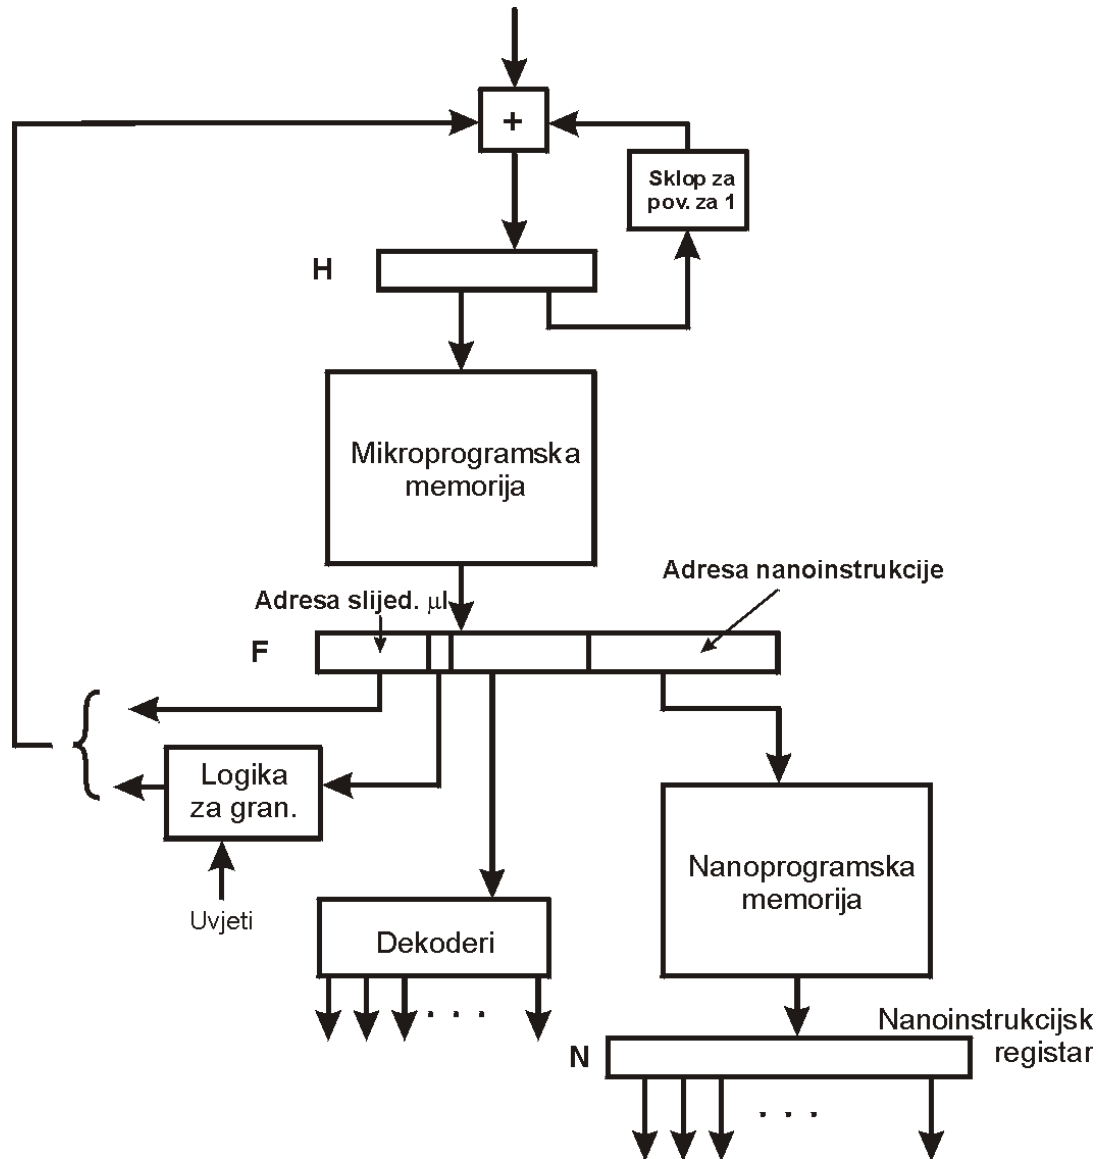 +
Sklop za
pov. za 1
H
Mikroprogramska
memorija
Adresa nanoinstrukcije
Adresa slijed. μI
F
Logika
za gran.
Uvjeti
Dekoderi
. . .
Nanoprogramska
memorija
Nanoinstrukcijsk
registar
N
. . .